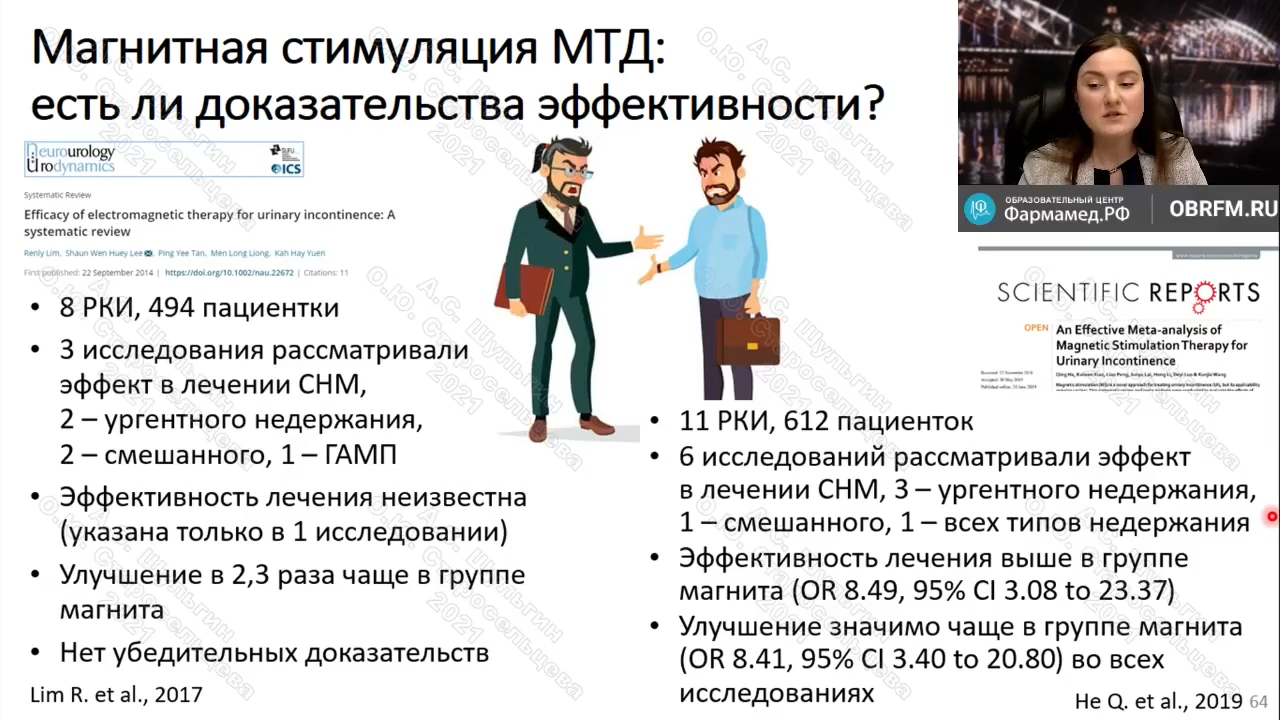 Магнитная стимуляция МТД:
есть ли доказательства эффективности?
Neurourology
Urodynamics
SUFU
ICS
Systematic Review
Efficacy of electromagnetic therapy for urinary incontinence: A
systematic review
Renly Lim, Shaun Wen Huey Lee, Ping Yee Tan, Men Long Liong, Kah Hay Yuen
First published: 22 September 2014 | https://doi.org/10.1002/nau.22672 | Citations: 11
• 8 РКИ, 494 пациентки
• 3 исследования рассматривали
эффект в лечении СНМ,
2 – ургентного недержания,
2 – смешанного, 1 – ГАМП
• Эффективность лечения неизвестна
(указана только в 1 исследовании)
• Улучшение в 2,3 раза чаще в группе
магнита
• Нет убедительных доказательств
Lim R. et al., 2017
ОБРАЗОВАТЕЛЬНЫЙ ЦЕНТР
Фармамед.РФ
OBRFM.RU
SCIENTIFIC REPORTS
OPEN
An Effective Meta-analysis of
Magnetic Stimulation Therapy for
Urinary Incontinence
• 11 РКИ, 612 пациенток
• 6 исследований рассматривали эффект
в лечении СНМ, 3 – ургентного недержания,
1 – смешанного, 1 – всех типов недержания
• Эффективность лечения выше в группе
магнита (OR 8.49, 95% CI 3.08 to 23.37)
• Улучшение значимо чаще в группе магнита
(OR 8.41, 95% CI 3.40 to 20.80) во всех
исследованиях
He Q. et al., 2019
64
А.С. Шульгин
О.Ю. Старосельцева
2021